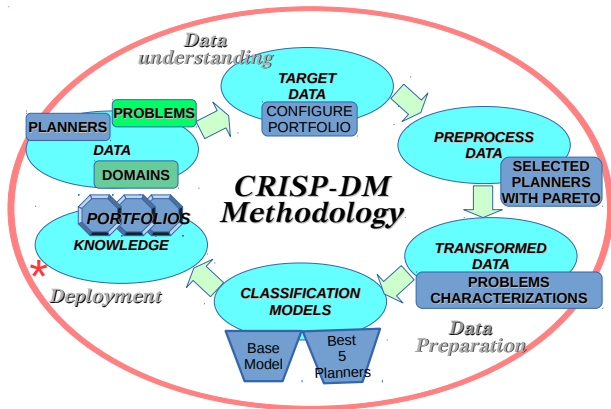 Data
understanding
TARGET
DATA
CONFIGURE
PORTFOLIO
PROBLEMS
PLANNERS
DATA
DOMAINS
PREPROCESS
DATA
SELECTED
PLANNERS
WITH PARETO
CRISP-DM
Methodology
PORTFOLIOS
KNOWLEDGE
TRANSFORMED
DATA
PROBLEMS
CHARACTERIZATIONS
*
Deployment
CLASSIFICATION
MODELS
Base
Model
Best
5
Planners
Data
Preparation